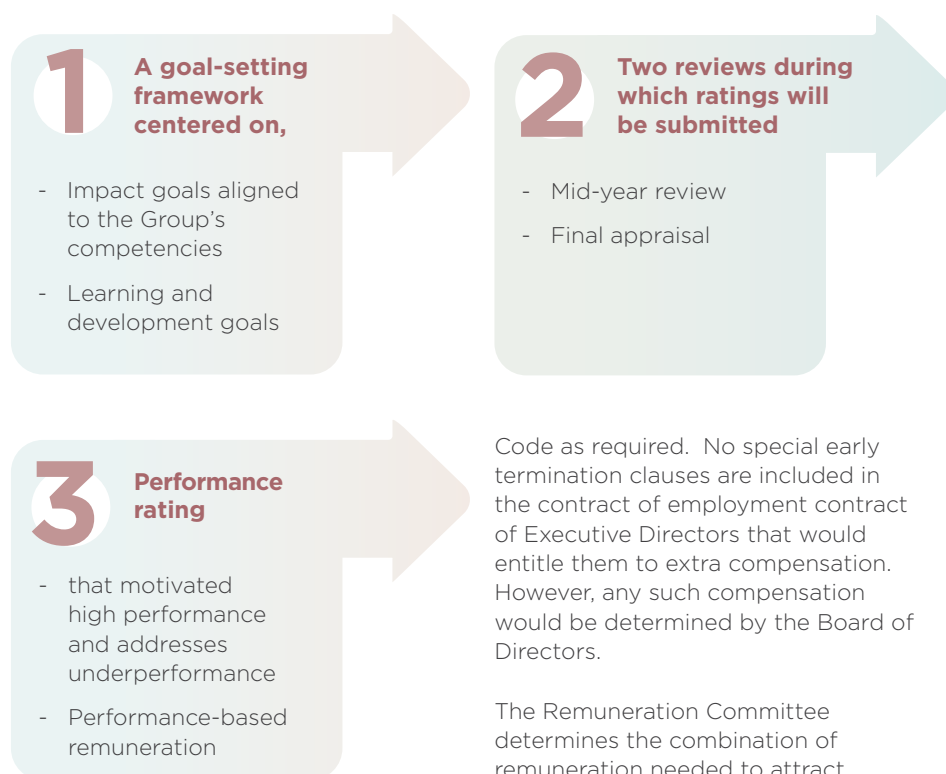 1
A goal-setting
framework
centered on,
- Impact goals aligned
to the Group's
competencies
- Learning and
development goals
2
Two reviews during
which ratings will
be submitted
- Mid-year review
- Final appraisal
3
Performance
rating
- that motivated
high performance
and addresses
underperformance
- Performance-based
remuneration
Code as required.  No special early
termination clauses are included in
the contract of employment contract
of Executive Directors that would
entitle them to extra compensation.
However, any such compensation
would be determined by the Board of
Directors.
The Remuneration Committee
determines the combination of
remuneration needed to attract